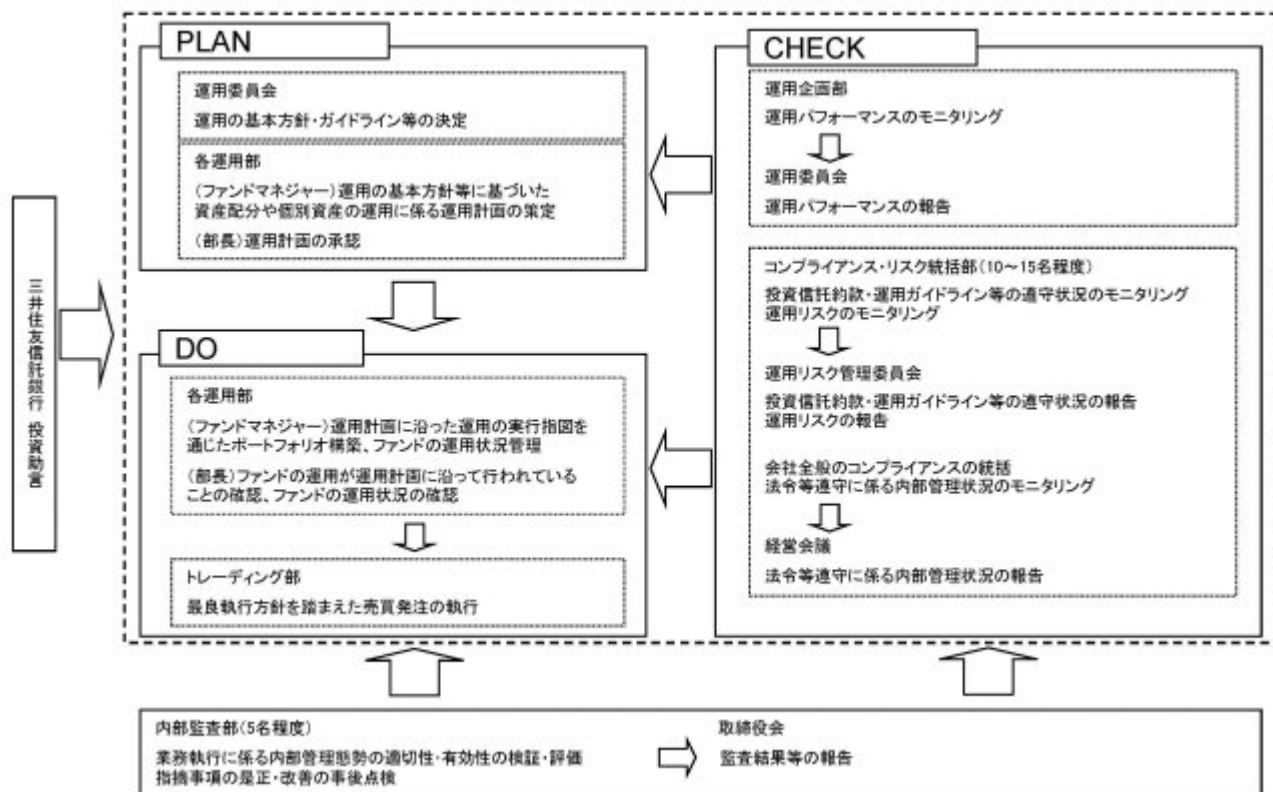 三井住友信託銀行 投資助言
PLAN
運用委員会
運用の基本方針・ガイドライン等の決定
各運用部
(ファンドマネジャー)運用の基本方針等に基づいた
資産配分や個別資産の運用に係る運用計画の策定
(部長)運用計画の承認
DO
各運用部
(ファンドマネジャー)運用計画に沿った運用の実行指図を
通じたポートフォリオ構築、ファンドの運用状況管理
(部長)ファンドの運用が運用計画に沿って行われている
ことの確認、ファンドの運用状況の確認
トレーディング部
最良執行方針を踏まえた売買発注の執行
CHECK
運用企画部
運用パフォーマンスのモニタリング
運用委員会
運用パフォーマンスの報告
コンプライアンス・リスク統括部(10~15名程度)
投資信託約款・運用ガイドライン等の遵守状況のモニタリング
運用リスクのモニタリング
運用リスク管理委員会
投資信託約款・運用ガイドライン等の遵守状況の報告
運用リスクの報告
会社全般のコンプライアンスの統括
法令等遵守に係る内部管理状況のモニタリング
経営会議
法令等遵守に係る内部管理状況の報告
内部監査部(5名程度)
業務執行に係る内部管理態勢の適切性・有効性の検証・評価
指摘事項の是正・改善の事後点検
取締役会
監査結果等の報告